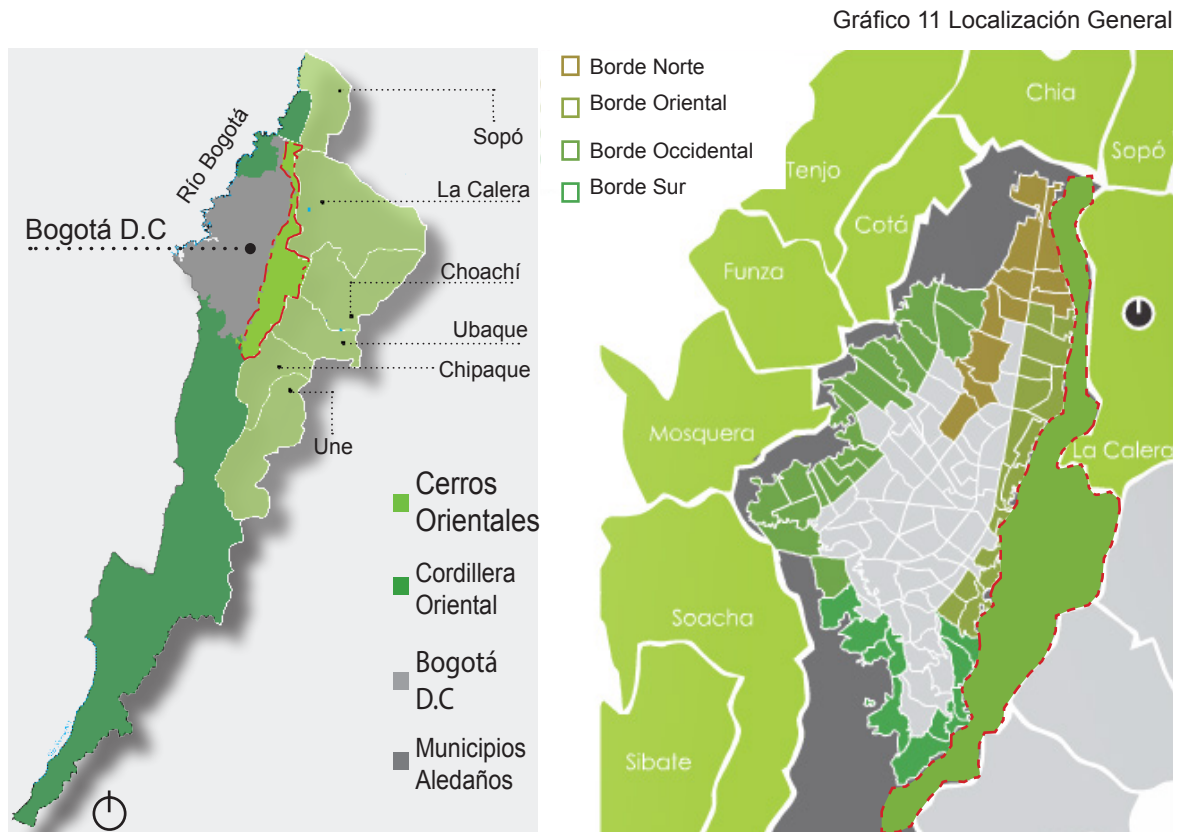 Gráfico 11 Localización General
Sopó
Río Bogotá
La Calera
Bogotá D.C
Choachí
Ubaque
Chipaque
Une
Cerros
Orientales
Cordillera
Oriental
Bogotá
D.C
Municipios
Aledaños
Borde Norte
Borde Oriental
Borde Occidental
Borde Sur
Chia
Sopó
Tenjo
Cotá
Funza
Mosquera
La Calera
Soacha
Sibate